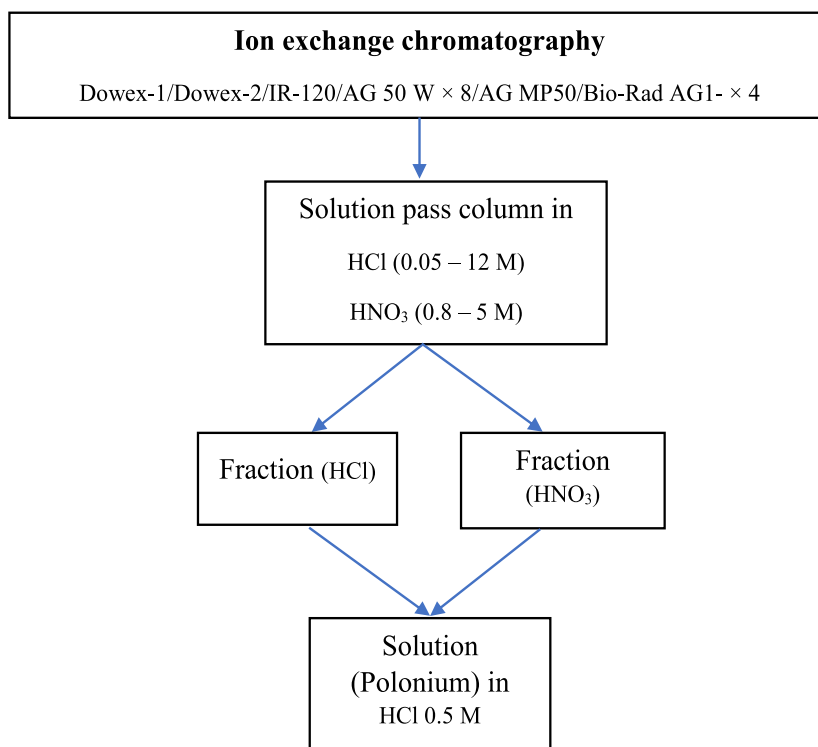 Ion exchange chromatography
Dowex-1/Dowex-2/IR-120/AG 50 W × 8/AG MP50/Bio-Rad AG1- × 4
Solution pass column in
HCl (0.05 – 12 M)
HNO₃ (0.8 – 5 M)
Fraction (HCl)
Fraction
(HNO₃)
Solution
(Polonium) in
HCl 0.5 M